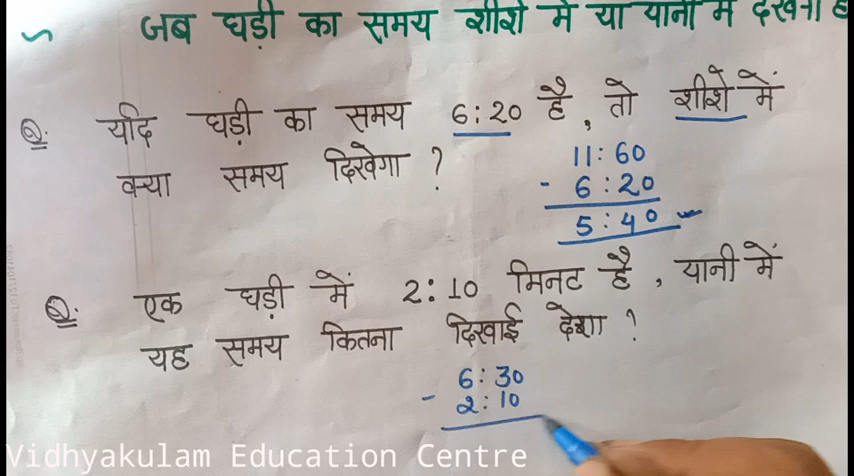 जब घड़ी का समय शीशे में या यानी में देखना ह
Q. यदि घड़ी का समय 6:20 है, तो शीशे में
क्या समय दिखेगा ?
11:60
- 6:20
5:40
Q. एक घड़ी में 2:10 मिनट है, यानी में
यह समय कितना दिखाई देगा ?
6:30
- 2:10
Vidhyakulam Education Centre